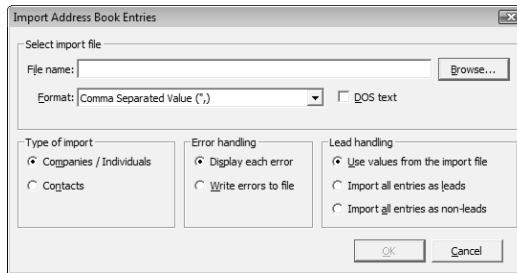 Import Address Book Entries
Select import file
File name:
Browse...
Format: Comma Separated Value (",)
DOS text
Type of import
Companies / Individuals
Contacts
Error handling
Display each error
Write errors to file
Lead handling
Use values from the import file
Import all entries as leads
Import all entries as non-leads
OK
Cancel